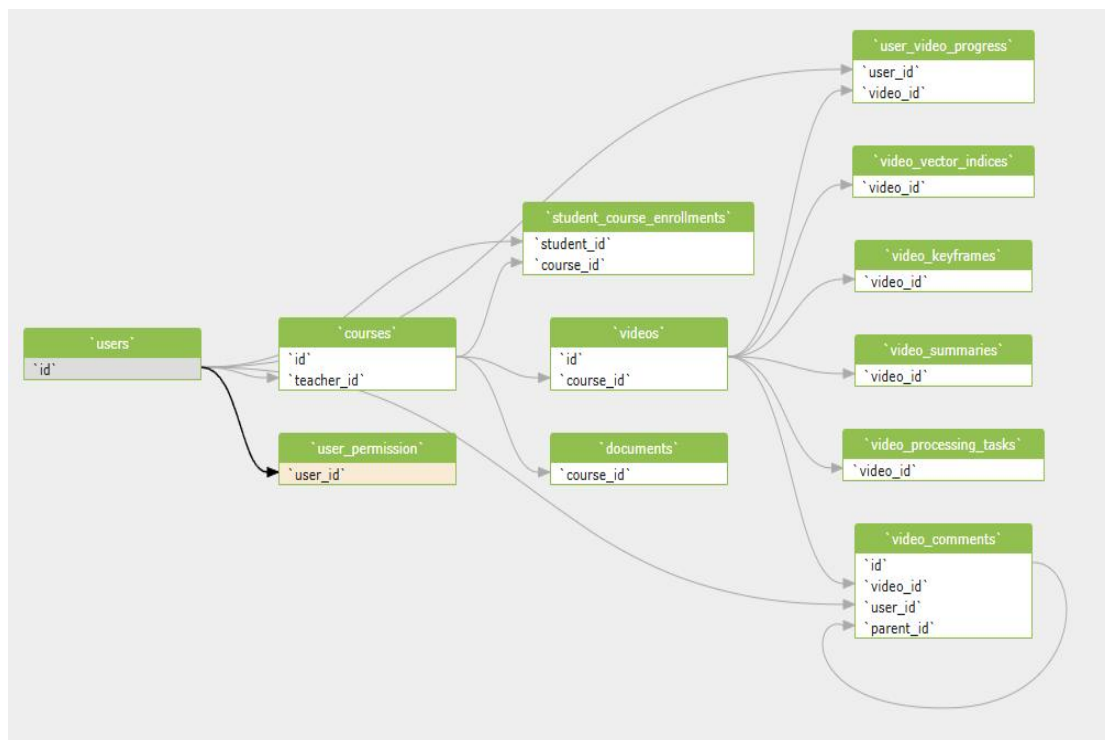 `users`
`id`
`courses`
`id`
`teacher_id`
`user_permission`
`user_id`
`student_course_enrollments`
`student_id`
`course_id`
`videos`
`id`
`course_id`
`documents`
`course_id`
`user_video_progress`
`user_id`
`video_id`
`video_vector_indices`
`video_id`
`video_keyframes`
`video_id`
`video_summaries`
`video_id`
`video_processing_tasks`
`video_id`
`video_comments`
`id`
`video_id`
`user_id`
`parent_id`